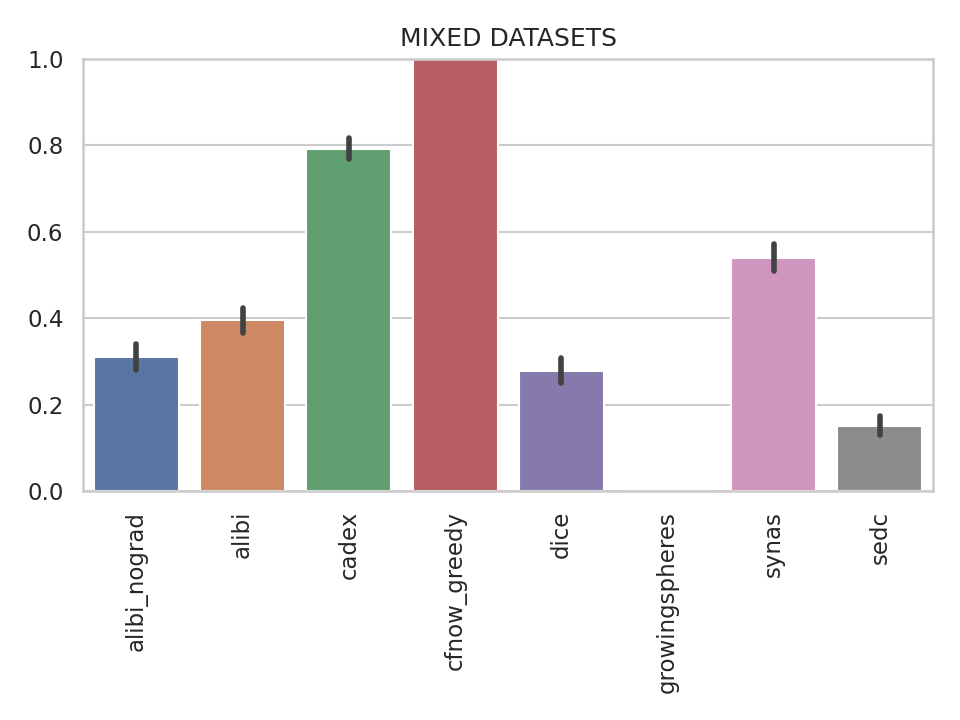 MIXED DATASETS
1.0
0.8
0.6
0.4
0.2
0.0
alibi_nograd
alibi
cadex
cfnow_greedy
dice
growingspheres
synas
sedc